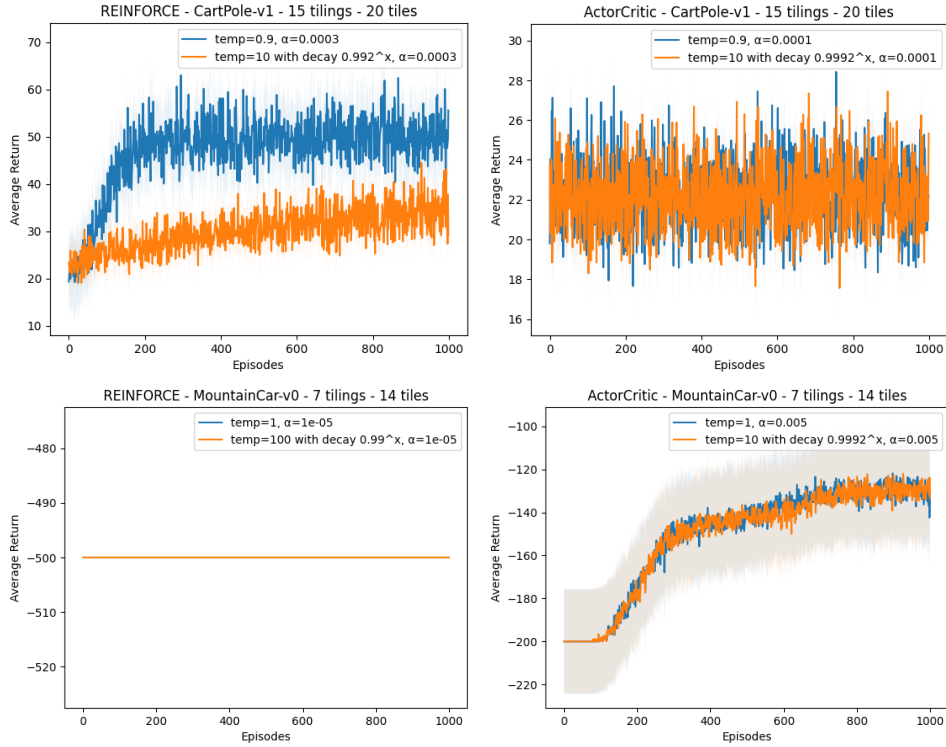 REINFORCE - CartPole-v1 - 15 tilings - 20 tiles
temp=0.9, α=0.0003
temp=10 with decay 0.992^x, α=0.0003
Average Return
70
60
50
40
30
20
10
0
200
400
600
800
1000
Episodes
ActorCritic - CartPole-v1 - 15 tilings - 20 tiles
temp=0.9, α=0.0001
temp=10 with decay 0.9992^x, α=0.0001
Average Return
30
28
26
24
22
20
18
16
0
200
400
600
800
1000
Episodes
REINFORCE - MountainCar-v0 - 7 tilings - 14 tiles
temp=1, α=1e-05
temp=100 with decay 0.99^x, α=1e-05
Average Return
−480
−490
−500
−510
−520
0
200
400
600
800
1000
Episodes
ActorCritic - MountainCar-v0 - 7 tilings - 14 tiles
temp=1, α=0.005
temp=10 with decay 0.9992^x, α=0.005
Average Return
−100
−120
−140
−160
−180
−200
−220
0
200
400
600
800
1000
Episodes